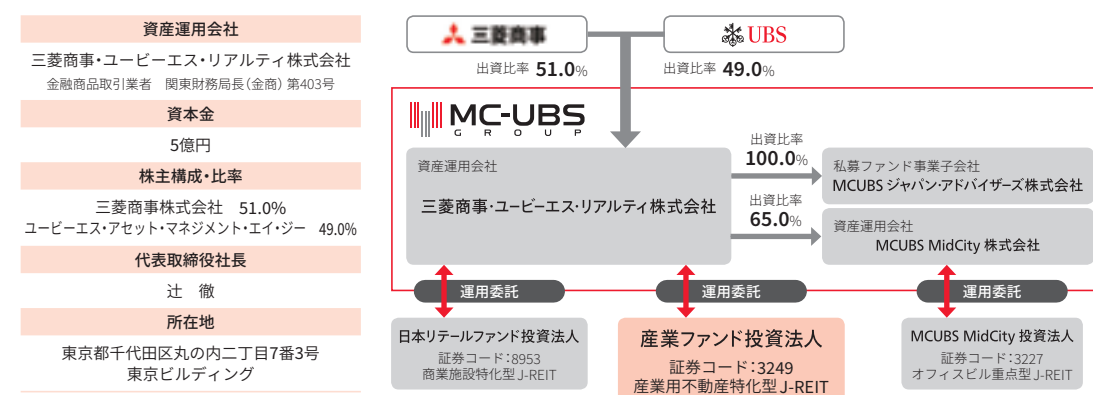 資産運用会社
三菱商事・ユービーエス・リアルティ株式会社
金融商品取引業者　関東財務局長（金商）第403号
資本金
5億円
株主構成・比率
三菱商事株式会社　51.0%
ユービーエス・アセット・マネジメント・エイ・ジー　49.0%
代表取締役社長
辻　徹
所在地
東京都千代田区丸の内二丁目7番3号
東京ビルディング
三菱商事
UBS
出資比率 51.0%
出資比率 49.0%
MC-UBS
GROUP
資産運用会社
三菱商事・ユービーエス・リアルティ株式会社
出資比率
100.0%
出資比率
65.0%
私募ファンド事業子会社
MCUBS ジャパン・アドバイザーズ株式会社
資産運用会社
MCUBS MidCity 株式会社
運用委託
運用委託
運用委託
日本リテールファンド投資法人
証券コード：8953
商業施設特化型 J-REIT
産業ファンド投資法人
証券コード：3249
産業用不動産特化型 J-REIT
MCUBS MidCity 投資法人
証券コード：3227
オフィスビル重点型 J-REIT